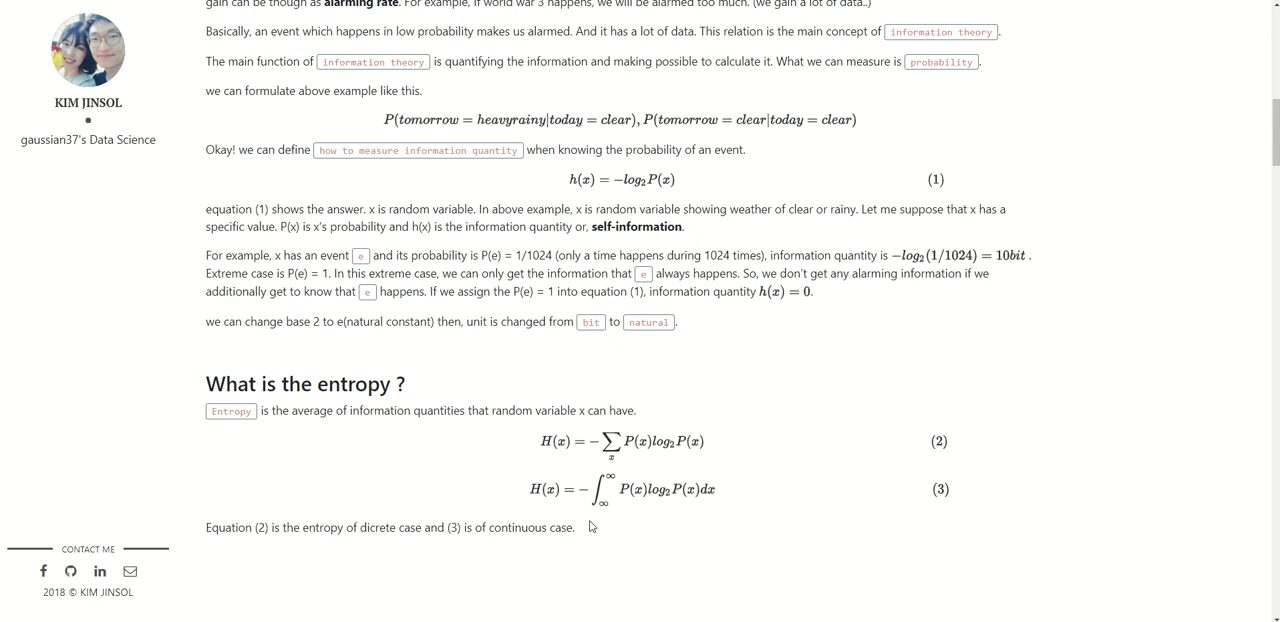 gain can be though as alarming rate. For example, if world war 3 happens, we will be alarmed too much. (we gain a lot of data..)
Basically, an event which happens in low probability makes us alarmed. And it has a lot of data. This relation is the main concept of information theory.
The main function of information theory is quantifying the information and making possible to calculate it. What we can measure is probability.
we can formulate above example like this.
P(tomorrow = heavyrainy|today = clear), P(tomorrow = clear|today = clear)
Okay! we can define how to measure information quantity when knowing the probability of an event.
h(x) = −log₂P(x) (1)
equation (1) shows the answer. x is random variable. In above example, x is random variable showing weather of clear or rainy. Let me suppose that x has a
specific value. P(x) is x's probability and h(x) is the information quantity or, self-information.
For example, x has an event e and its probability is P(e) = 1/1024 (only a time happens during 1024 times), information quantity is −log₂(1/1024) = 10bit .
Extreme case is P(e) = 1. In this extreme case, we can only get the information that e always happens. So, we don't get any alarming information if we
additionally get to know that e happens. If we assign the P(e) = 1 into equation (1), information quantity h(x) = 0.
we can change base 2 to e(natural constant) then, unit is changed from bit to natural.
What is the entropy ?
Entropy is the average of information quantities that random variable x can have.
H(x) = −∑ₓ P(x)log₂P(x) (2)
H(x) = −∫_∞^∞ P(x)log₂P(x)dx (3)
Equation (2) is the entropy of dicrete case and (3) is of continuous case.
KIM JINSOL
gaussian37's Data Science
CONTACT ME
2018 © KIM JINSOL